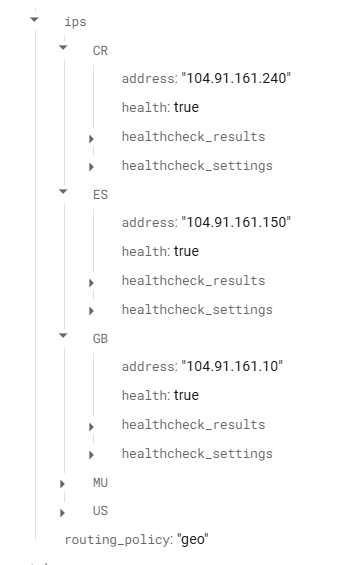 ips
CR
address: "104.91.161.240"
health: true
healthcheck_results
healthcheck_settings
ES
address: "104.91.161.150"
health: true
healthcheck_results
healthcheck_settings
GB
address: "104.91.161.10"
health: true
healthcheck_results
healthcheck_settings
MU
US
routing_policy: "geo"